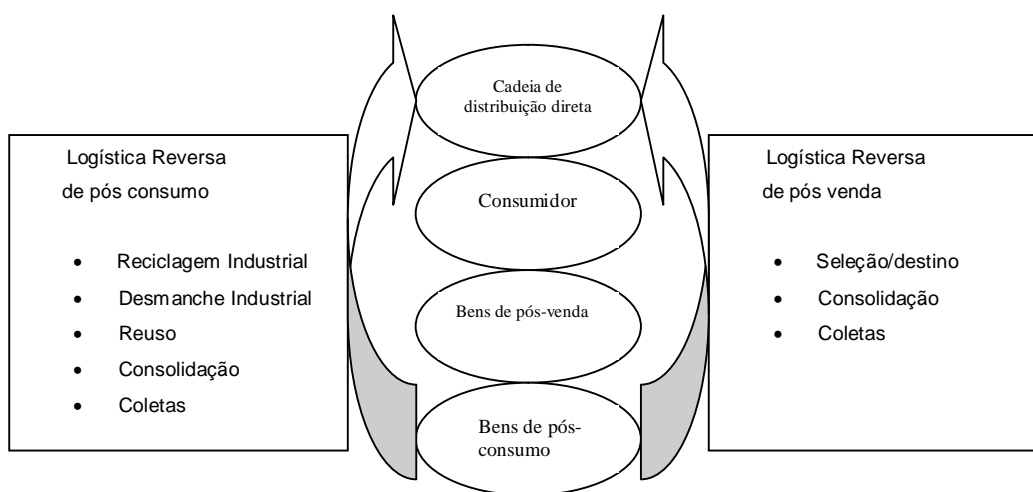 Logística Reversa
de pós consumo
• Reciclagem Industrial
• Desmanche Industrial
• Reuso
• Consolidação
• Coletas
Cadeia de
distribuição direta
Consumidor
Bens de pós-venda
Bens de pós-
consumo
Logística Reversa
de pós venda
• Seleção/destino
• Consolidação
• Coletas